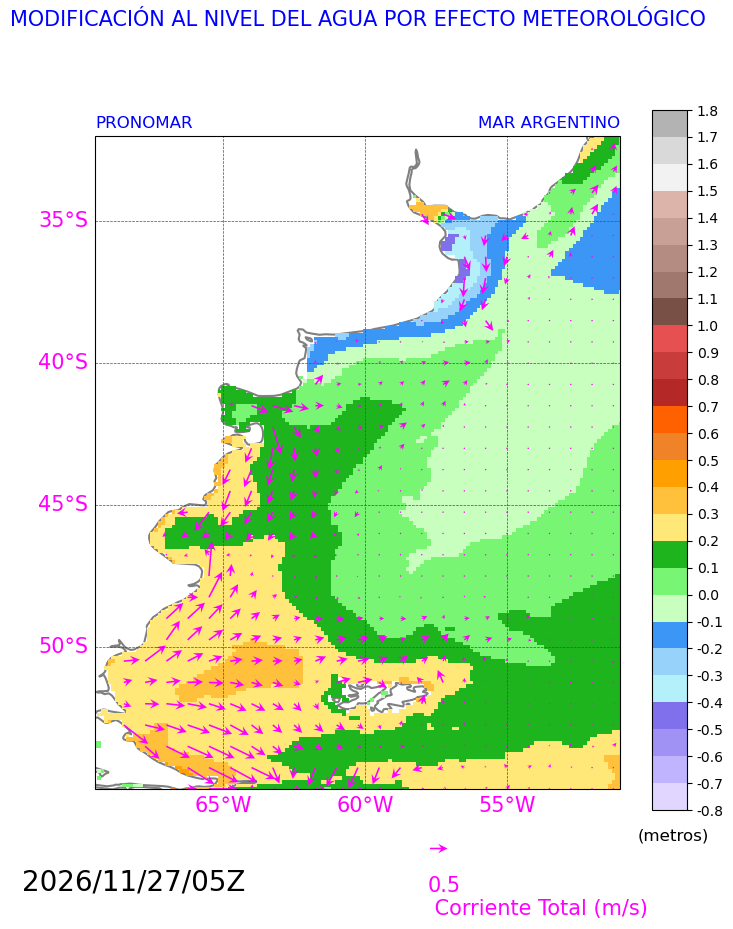 MODIFICACIÓN AL NIVEL DEL AGUA POR EFECTO METEOROLÓGICO
PRONOMAR
MAR ARGENTINO
35°S
40°S
45°S
50°S
65°W
60°W
55°W
1.8
1.7
1.6
1.5
1.4
1.3
1.2
1.1
1.0
0.9
0.8
0.7
0.6
0.5
0.4
0.3
0.2
0.1
0.0
-0.1
-0.2
-0.3
-0.4
-0.5
-0.6
-0.7
-0.8
(metros)
2026/11/27/05Z
0.5
Corriente Total (m/s)